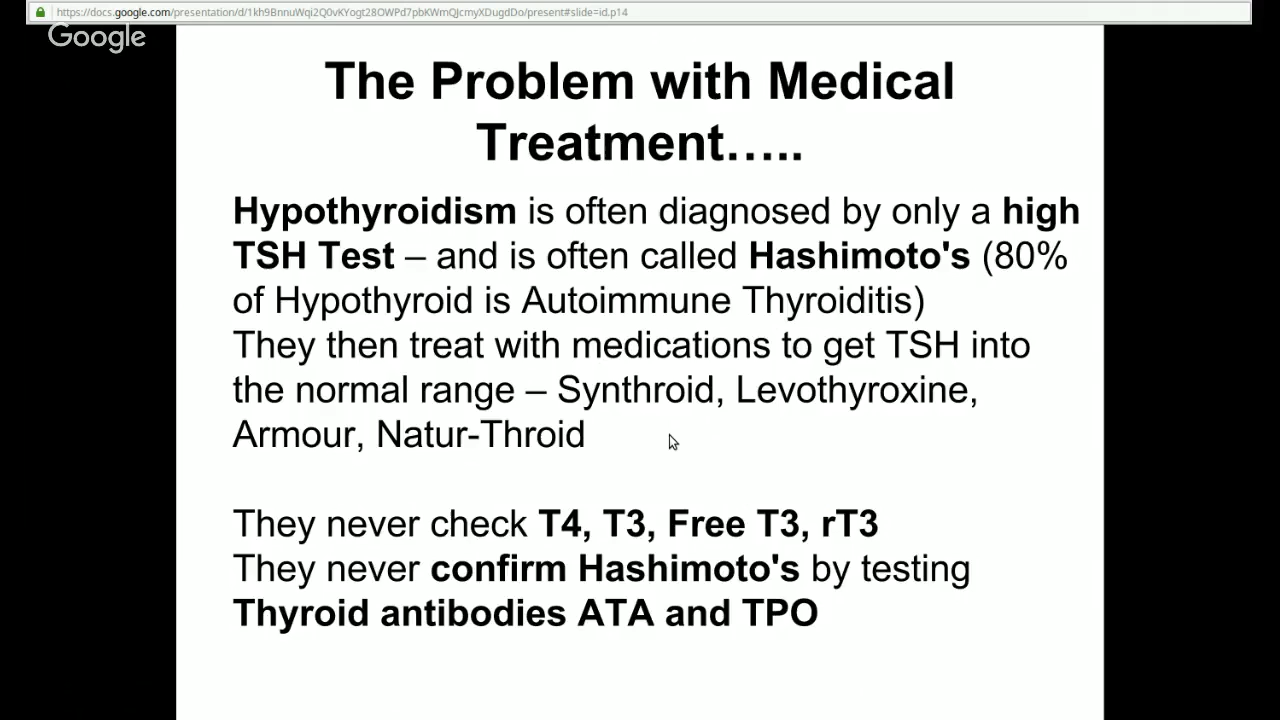 https://docs.google.com/presentation/d/1kh9BnnuWqi2Q0vKYogt28OWPd7pbKWmQJcmyXDugdDo/present#slide=id.p14
Google
The Problem with Medical
Treatment…..
Hypothyroidism is often diagnosed by only a high
TSH Test – and is often called Hashimoto's (80%
of Hypothyroid is Autoimmune Thyroiditis)
They then treat with medications to get TSH into
the normal range – Synthroid, Levothyroxine,
Armour, Natur-Throid
They never check T4, T3, Free T3, rT3
They never confirm Hashimoto's by testing
Thyroid antibodies ATA and TPO